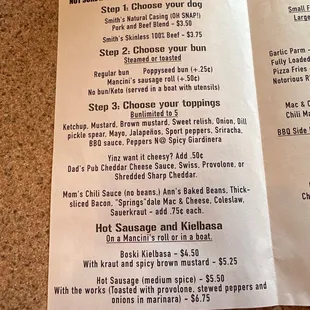 Step 1: Choose your dog
Smith's Natural Casing (OH SNAP!)
Pork and Beef Blend - $3.50
Smith's Skinless 100% Beef - $3.75
Step 2: Choose your bun
Steamed or toasted
Regular bun Poppyseed bun (+.25c)
Mancini's sausage roll (+.50c)
No bun/Keto (served in a boat with utensils)
Step 3: Choose your toppings
Bunlimited to 5
Ketchup, Mustard, Brown mustard, Sweet relish, Onion, Dill
pickle spear, Mayo, Jalapeños, Sport peppers, Sriracha,
BBQ sauce, Peppers N@ Spicy Giardinera
Yinz want it cheesy? Add .50c
Dad's Pub Cheddar Cheese Sauce, Swiss, Provolone, or
Shredded Sharp Cheddar.
Mom's Chili Sauce (no beans,) Ann's Baked Beans, Thick-
sliced Bacon, "Springs"dale Mac & Cheese, Coleslaw,
Sauerkraut - add .75c each.
Hot Sausage and Kielbasa
On a Mancini's roll or in a boat.
Boski Kielbasa - $4.50
With kraut and spicy brown mustard - $5.25
Hot Sausage (medium spice) - $5.50
With the works (Toasted with provolone, stewed peppers and
onions in marinara) - $6.75
Small F
Large
Garlic Parm -
Fully Loaded
Pizza Fries
Notorious R
Mac &
Chili Ma
BBQ Side